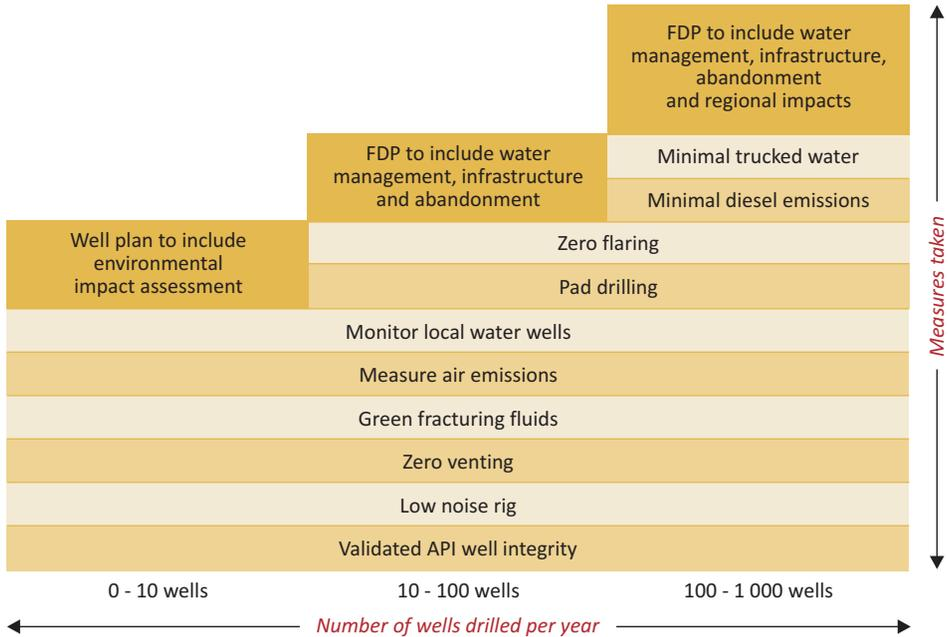 FDP to include water
management, infrastructure,
abandonment
and regional impacts
FDP to include water
management, infrastructure
and abandonment
Minimal trucked water
Minimal diesel emissions
Well plan to include
environmental
impact assessment
Zero flaring
Pad drilling
Monitor local water wells
Measure air emissions
Green fracturing fluids
Zero venting
Low noise rig
Validated API well integrity
0 - 10 wells
10 - 100 wells
100 - 1 000 wells
Number of wells drilled per year
Measures taken